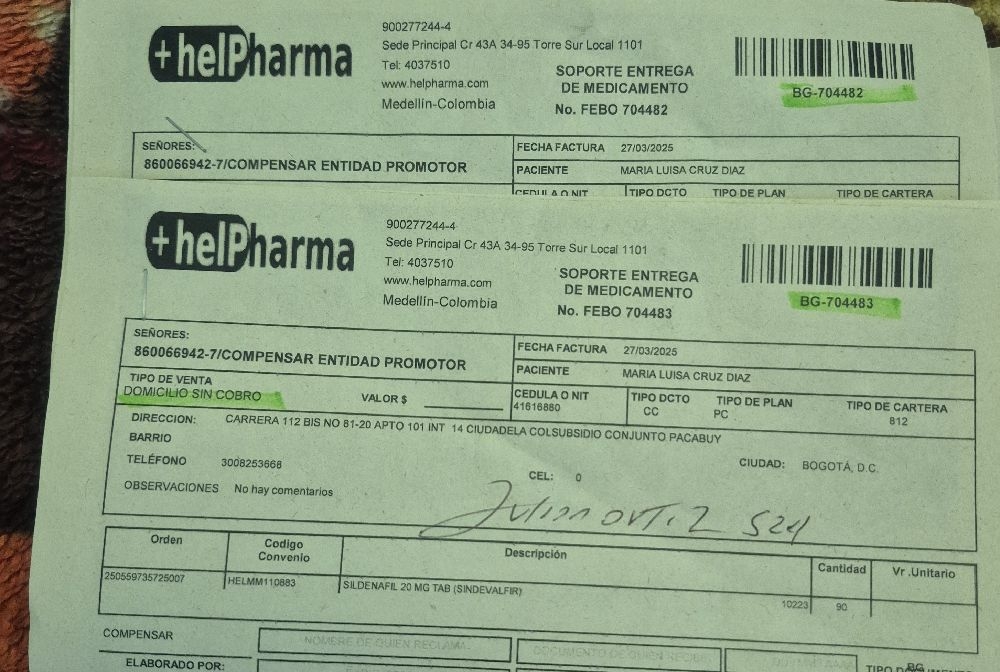 +helPharma
900277244-4
Sede Principal Cr 43A 34-95 Torre Sur Local 1101
Tel: 4037510
www.helpharma.com
Medellín-Colombia
SOPORTE ENTREGA
DE MEDICAMENTO
No. FEBO 704482
BG-704482
SEÑORES:
860066942-7/COMPENSAR ENTIDAD PROMOTOR
FECHA FACTURA 27/03/2025
PACIENTE MARIA LUISA CRUZ DIAZ
CEDULA O NIT TIPO DCTO TIPO DE PLAN TIPO DE CARTERA
+helPharma
900277244-4
Sede Principal Cr 43A 34-95 Torre Sur Local 1101
Tel: 4037510
www.helpharma.com
Medellín-Colombia
SOPORTE ENTREGA
DE MEDICAMENTO
No. FEBO 704483
BG-704483
SEÑORES:
860066942-7/COMPENSAR ENTIDAD PROMOTOR
FECHA FACTURA 27/03/2025
PACIENTE MARIA LUISA CRUZ DIAZ
TIPO DE VENTA
DOMICILIO SIN COBRO VALOR $
CEDULA O NIT TIPO DCTO TIPO DE PLAN TIPO DE CARTERA
41616880 CC PC 812
DIRECCION: CARRERA 112 BIS NO 81-20 APTO 101 INT 14 CIUDADELA COLSUBSIDIO CONJUNTO PACABUY
BARRIO
TELÉFONO 3008253668 CEL: 0 CIUDAD: BOGOTÁ, D.C.
OBSERVACIONES No hay comentarios
Orden Codigo Convenio Descripción Cantidad Vr .Unitario
250559735725007 HELMM110883 SILDENAFIL 20 MG TAB (SINDEVALFIR) 10223 90
COMPENSAR
NOMBRE DE QUIEN RECLAMA
DOCUMENTO DE QUIEN RECIBE
ELABORADO POR:
BG